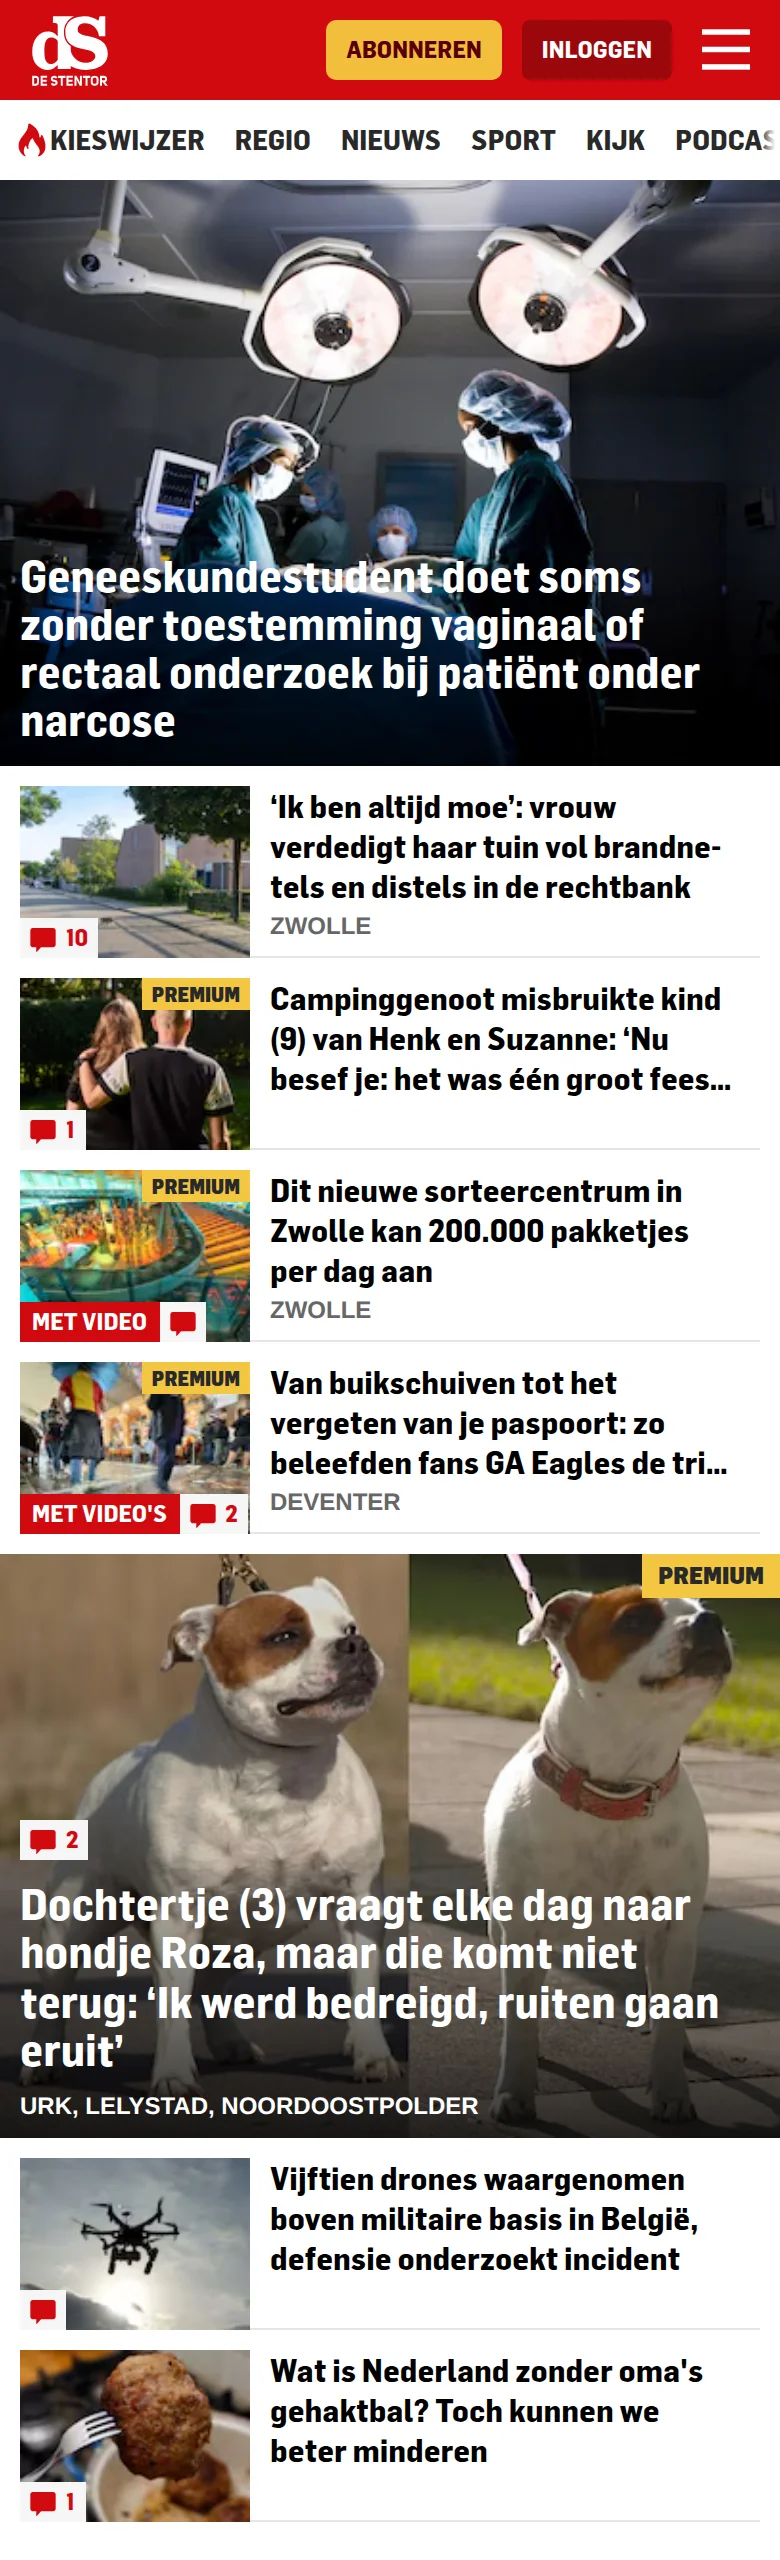 dS
DE STENTOR
ABONNEREN
INLOGGEN
KIESWIJZER REGIO NIEUWS SPORT KIJK PODCAS
Geneeskundestudent doet soms
zonder toestemming vaginaal of
rectaal onderzoek bij patiënt onder
narcose
‘Ik ben altijd moe’: vrouw
verdedigt haar tuin vol brandne-
tels en distels in de rechtbank
ZWOLLE
10
PREMIUM
Campinggenoot misbruikte kind
(9) van Henk en Suzanne: ‘Nu
besef je: het was één groot fees...
1
PREMIUM
Dit nieuwe sorteercentrum in
Zwolle kan 200.000 pakketjes
per dag aan
ZWOLLE
MET VIDEO
PREMIUM
Van buikschuiven tot het
vergeten van je paspoort: zo
beleefden fans GA Eagles de tri...
DEVENTER
MET VIDEO'S 2
PREMIUM
2
Dochtertje (3) vraagt elke dag naar
hondje Roza, maar die komt niet
terug: ‘Ik werd bedreigd, ruiten gaan
eruit’
URK, LELYSTAD, NOORDOOSTPOLDER
Vijftien drones waargenomen
boven militaire basis in België,
defensie onderzoekt incident
Wat is Nederland zonder oma's
gehaktbal? Toch kunnen we
beter minderen
1